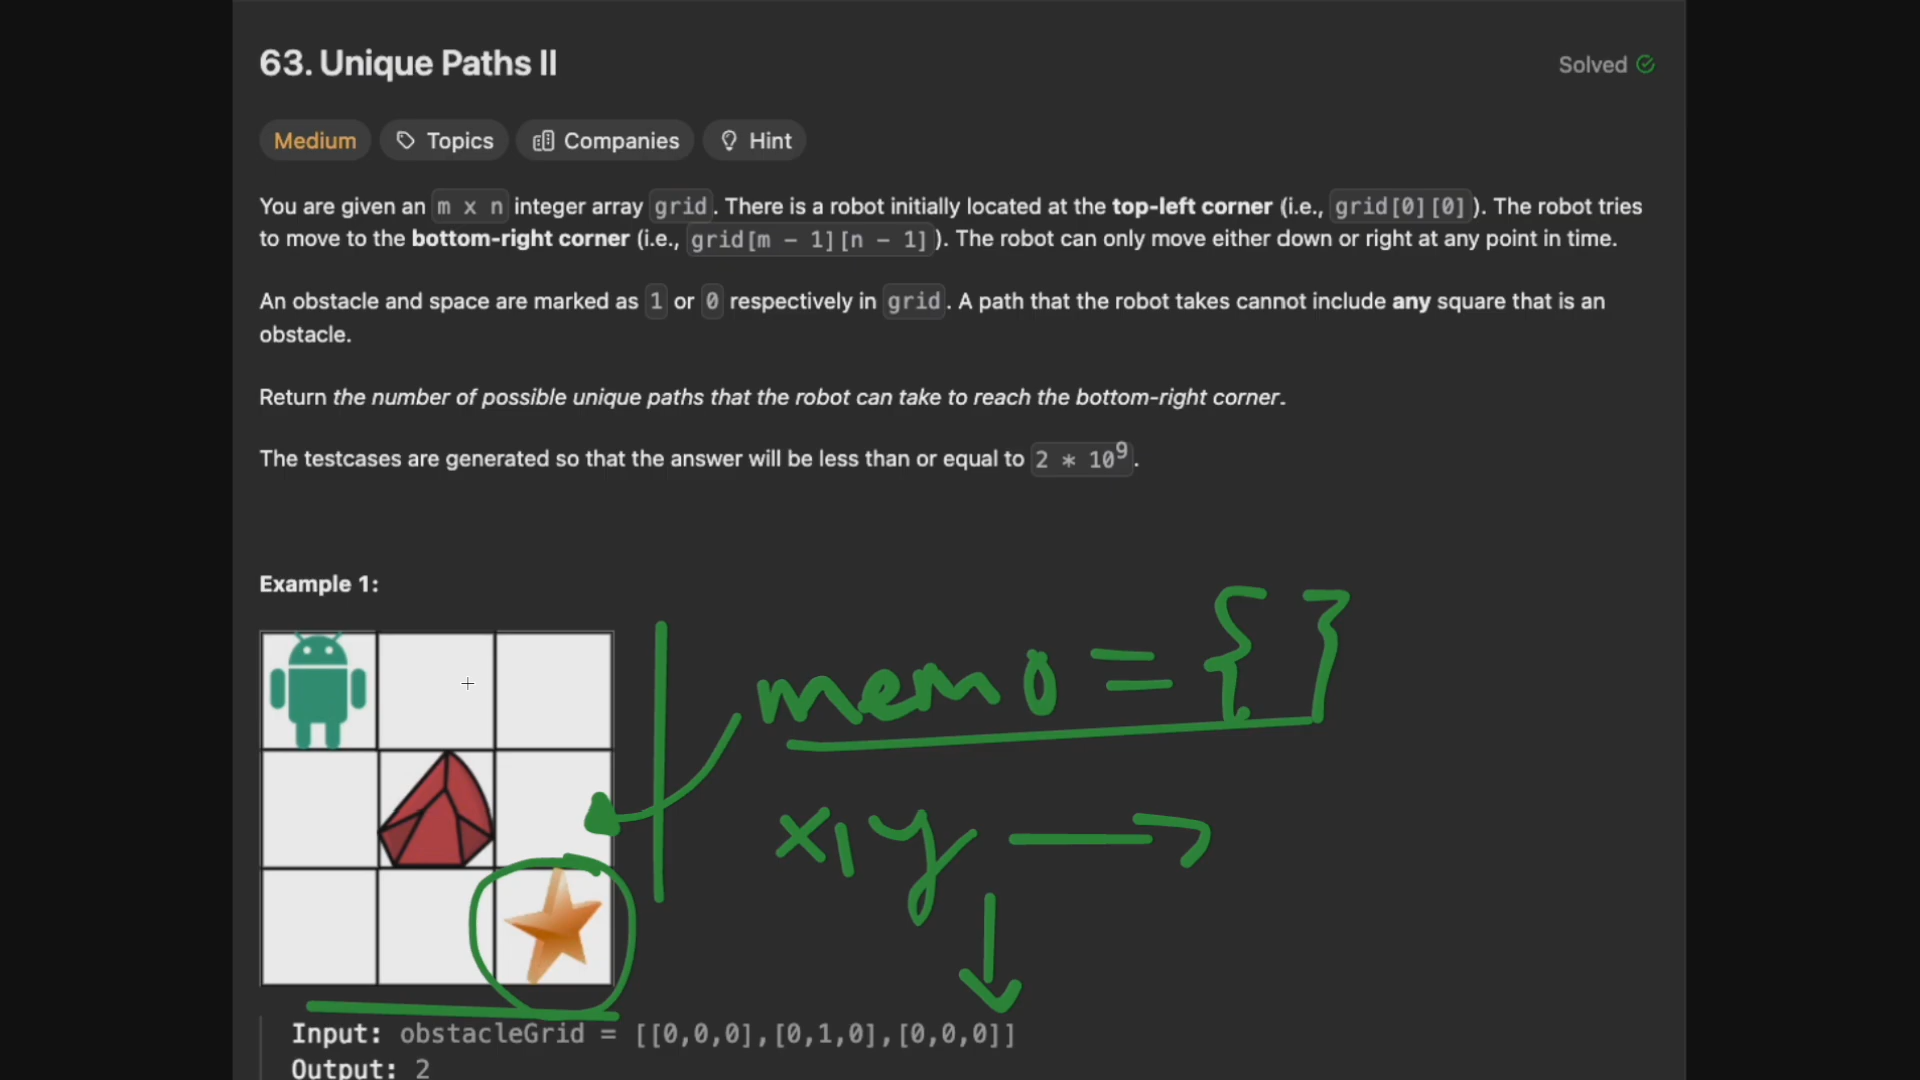 63. Unique Paths II
Solved
Medium Topics Companies Hint
You are given an m x n integer array grid. There is a robot initially located at the top-left corner (i.e., grid[0][0]). The robot tries
to move to the bottom-right corner (i.e., grid[m - 1][n - 1]). The robot can only move either down or right at any point in time.
An obstacle and space are marked as 1 or 0 respectively in grid. A path that the robot takes cannot include any square that is an
obstacle.
Return the number of possible unique paths that the robot can take to reach the bottom-right corner.
The testcases are generated so that the answer will be less than or equal to 2 * 10⁹.
Example 1:
memo = { }
x, y
Input: obstacleGrid = [[0,0,0],[0,1,0],[0,0,0]]
Output: 2